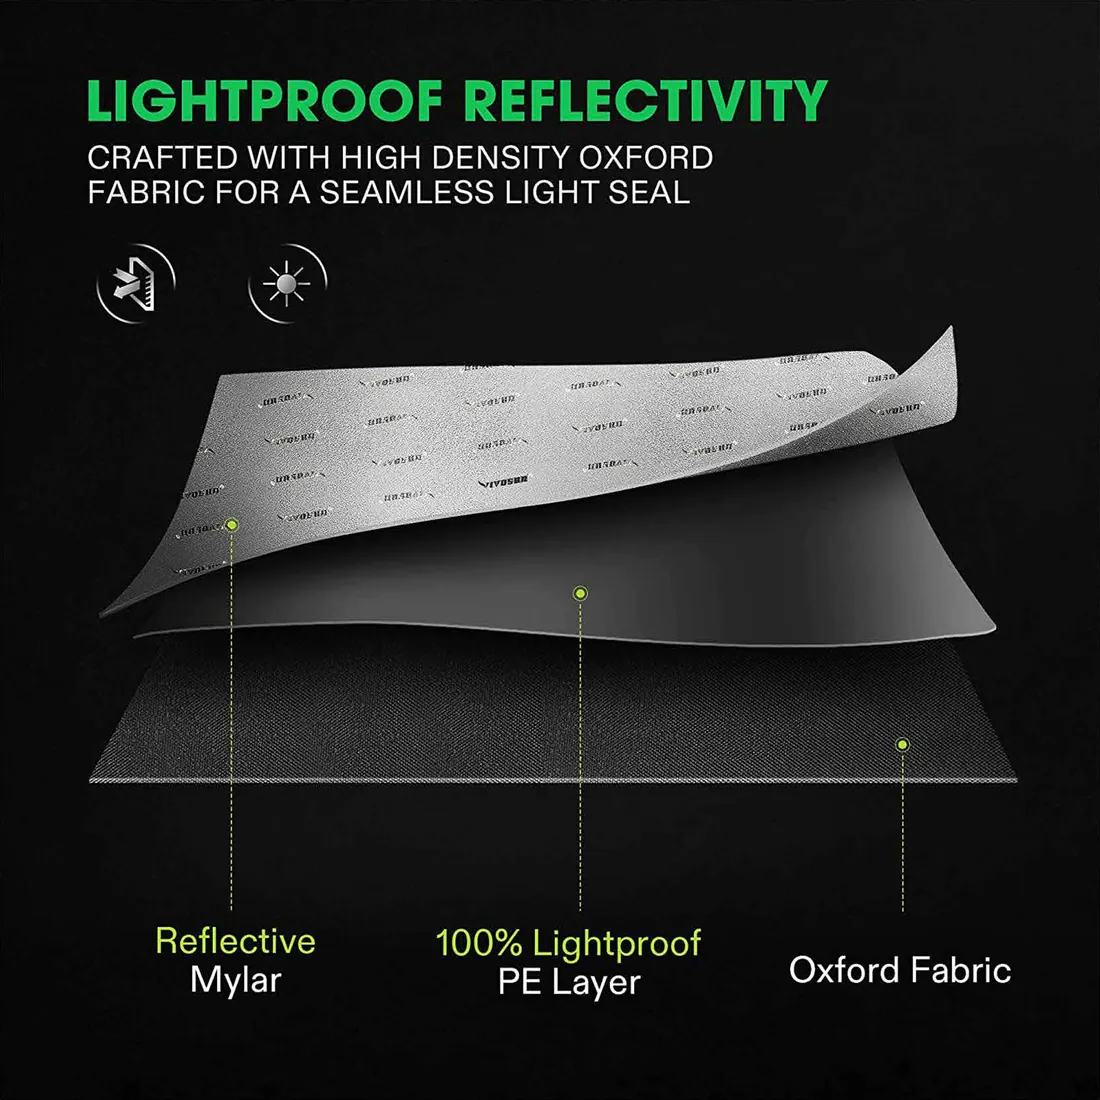 LIGHTPROOF REFLECTIVITY
CRAFTED WITH HIGH DENSITY OXFORD
FABRIC FOR A SEAMLESS LIGHT SEAL
VIVOSUN
Reflective
Mylar
100% Lightproof
PE Layer
Oxford Fabric